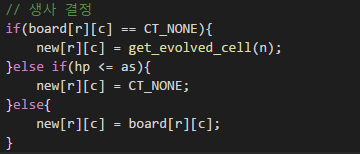 // 생사 결정
if(board[r][c] == CT_NONE){
    new[r][c] = get_evolved_cell(n);
}else if(hp <= as){
    new[r][c] = CT_NONE;
}else{
    new[r][c] = board[r][c];
}